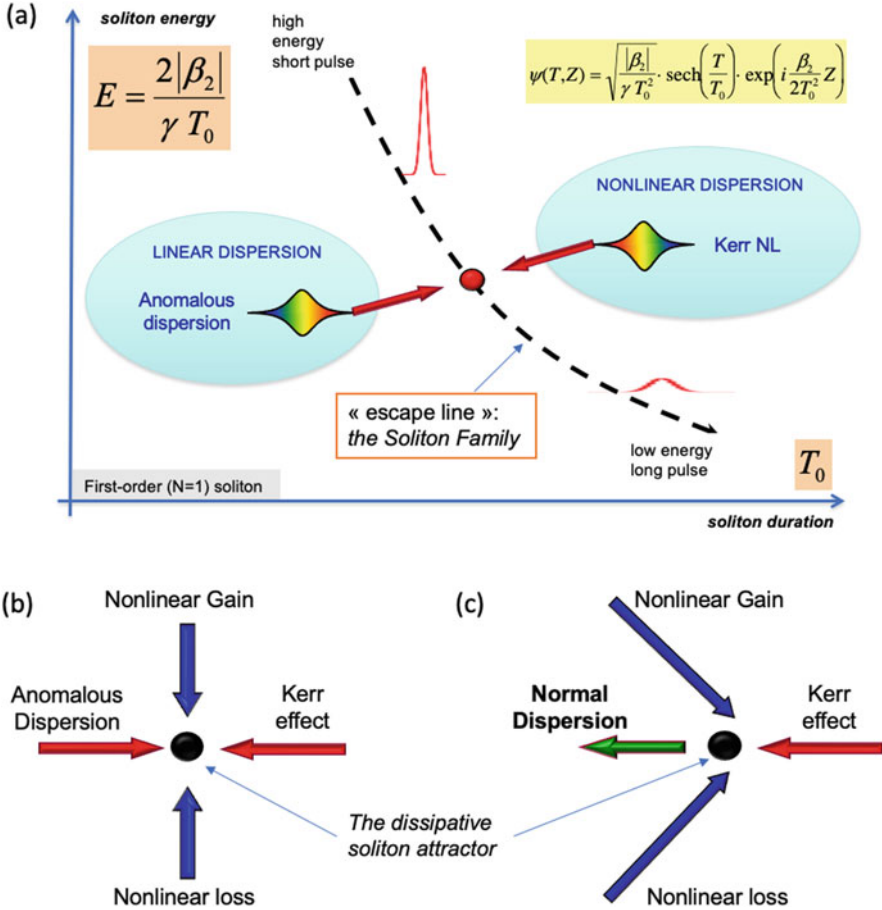 (a)
soliton energy
high
energy
short pulse
E = 2|β₂| / γ T₀
ψ(T,Z) = √(|β₂| / γ T₀²) · sech(T / T₀) · exp(i β₂ / 2T₀² Z)
NONLINEAR DISPERSION
Kerr NL
LINEAR DISPERSION
Anomalous
dispersion
« escape line »:
the Soliton Family
low energy
long pulse
T₀
First-order (N=1) soliton
soliton duration
(b)
Nonlinear Gain
Anomalous
Dispersion
Kerr
effect
Nonlinear loss
The dissipative
soliton attractor
(c)
Nonlinear Gain
Normal
Dispersion
Kerr
effect
Nonlinear loss